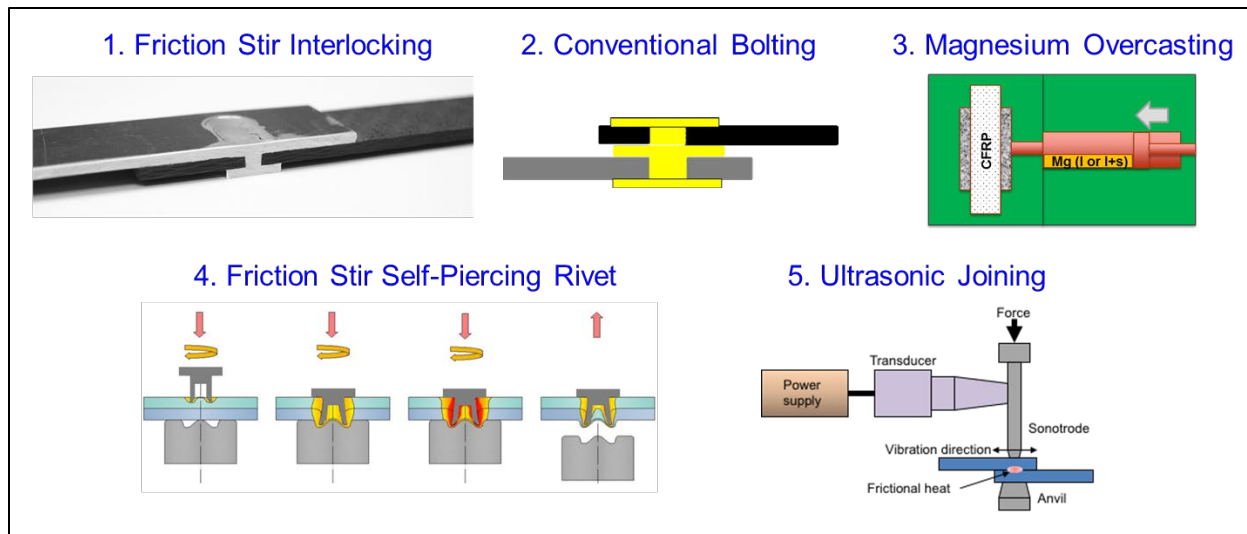 1. Friction Stir Interlocking
2. Conventional Bolting
3. Magnesium Overcasting
CFRP
Mg (l or l+s)
4. Friction Stir Self-Piercing Rivet
5. Ultrasonic Joining
Force
Transducer
Power
supply
Sonotrode
Vibration direction
Frictional heat
Anvil